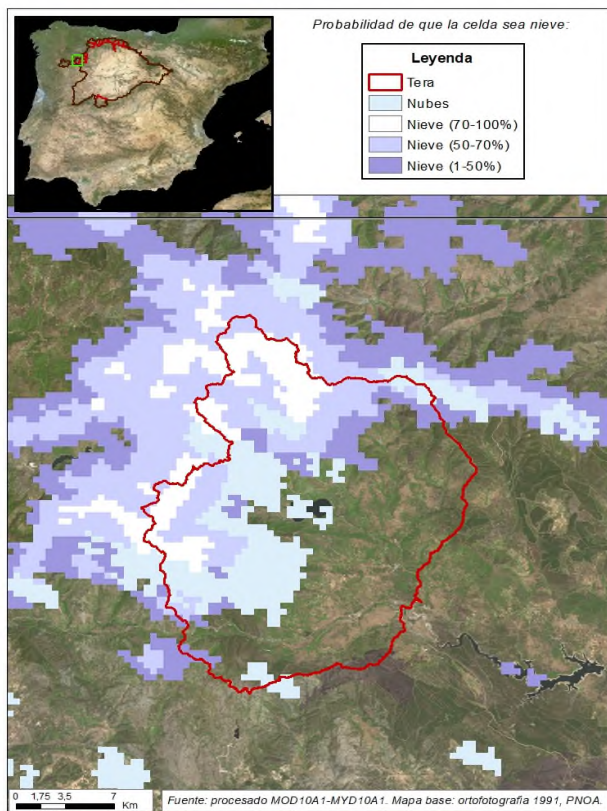 Probabilidad de que la celda sea nieve:
Leyenda
Tera
Nubes
Nieve (70-100%)
Nieve (50-70%)
Nieve (1-50%)
0 1,75 3,5 7
Km
Fuente: procesado MOD10A1-MYD10A1. Mapa base: ortofotografia 1991, PNOA